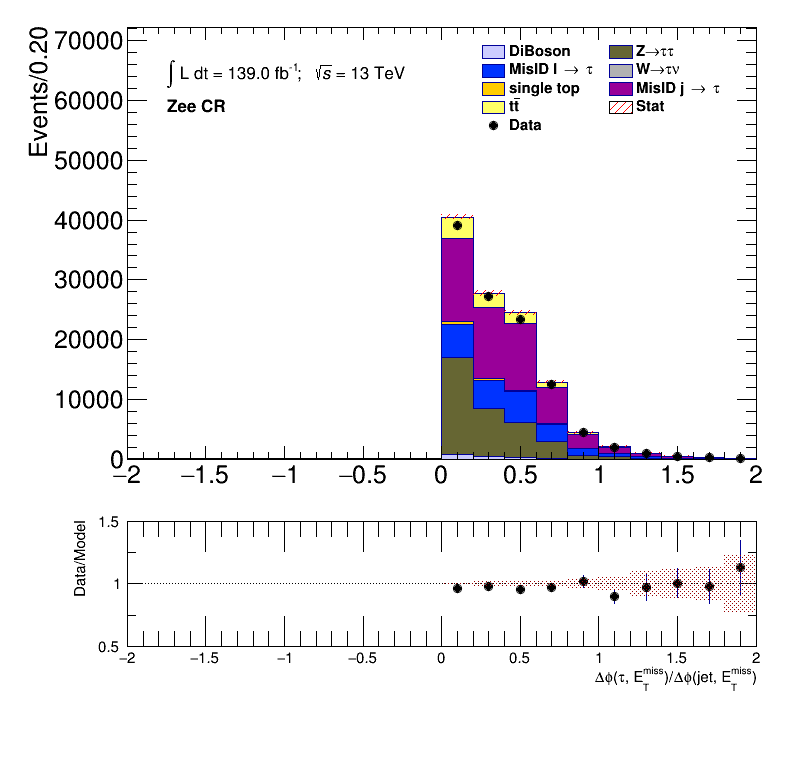 Events/0.20
70000
60000
50000
40000
30000
20000
10000
0
∫ L dt = 139.0 fb⁻¹; √s = 13 TeV
Zee CR
DiBoson
MisID l → τ
single top
tt̄
Data
Z→ττ
W→τν
MisID j → τ
Stat
−2 −1.5 −1 −0.5 0 0.5 1 1.5 2
Data/Model
1.5
1
0.5
−2 −1.5 −1 −0.5 0 0.5 1 1.5 2
Δϕ(τ, E_T^miss)/Δϕ(jet, E_T^miss)